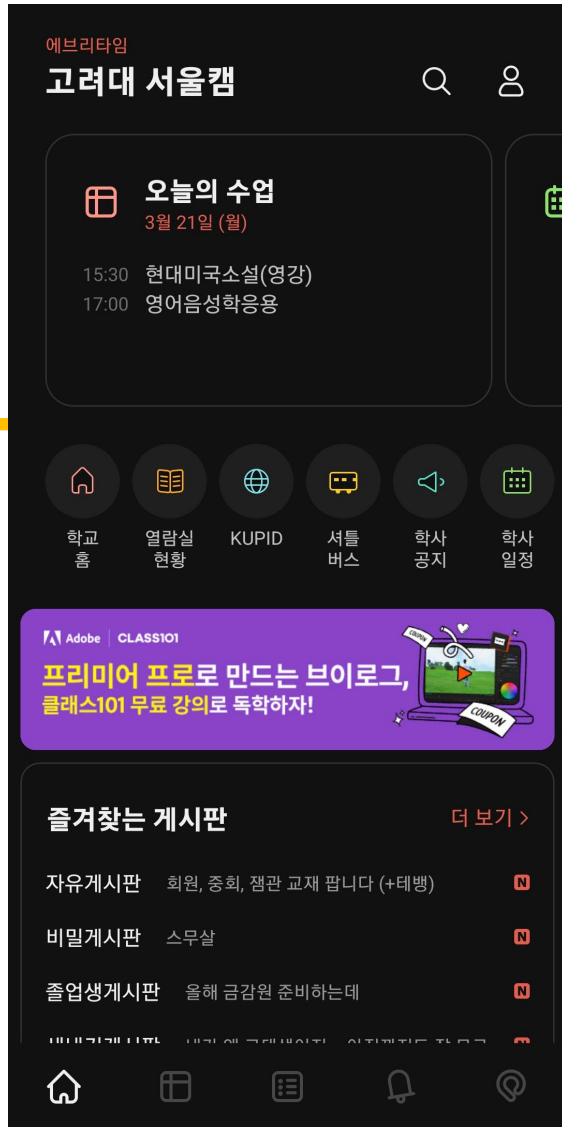 에브리타임
고려대 서울캠
오늘의 수업
3월 21일 (월)
15:30 현대미국소설(영강)
17:00 영어음성학응용
학교 홈
열람실 현황
KUPID
셔틀 버스
학사 공지
학사 일정
Adobe CLASS101
프리미어 프로로 만드는 브이로그,
클래스101 무료 강의로 독학하자!
COUPON
COUPON
즐겨찾는 게시판
더 보기 >
자유게시판 회원, 중회, 잼관 교재 팝니다 (+테뱅) N
비밀게시판 스무살 N
졸업생게시판 올해 금감원 준비하는데 N